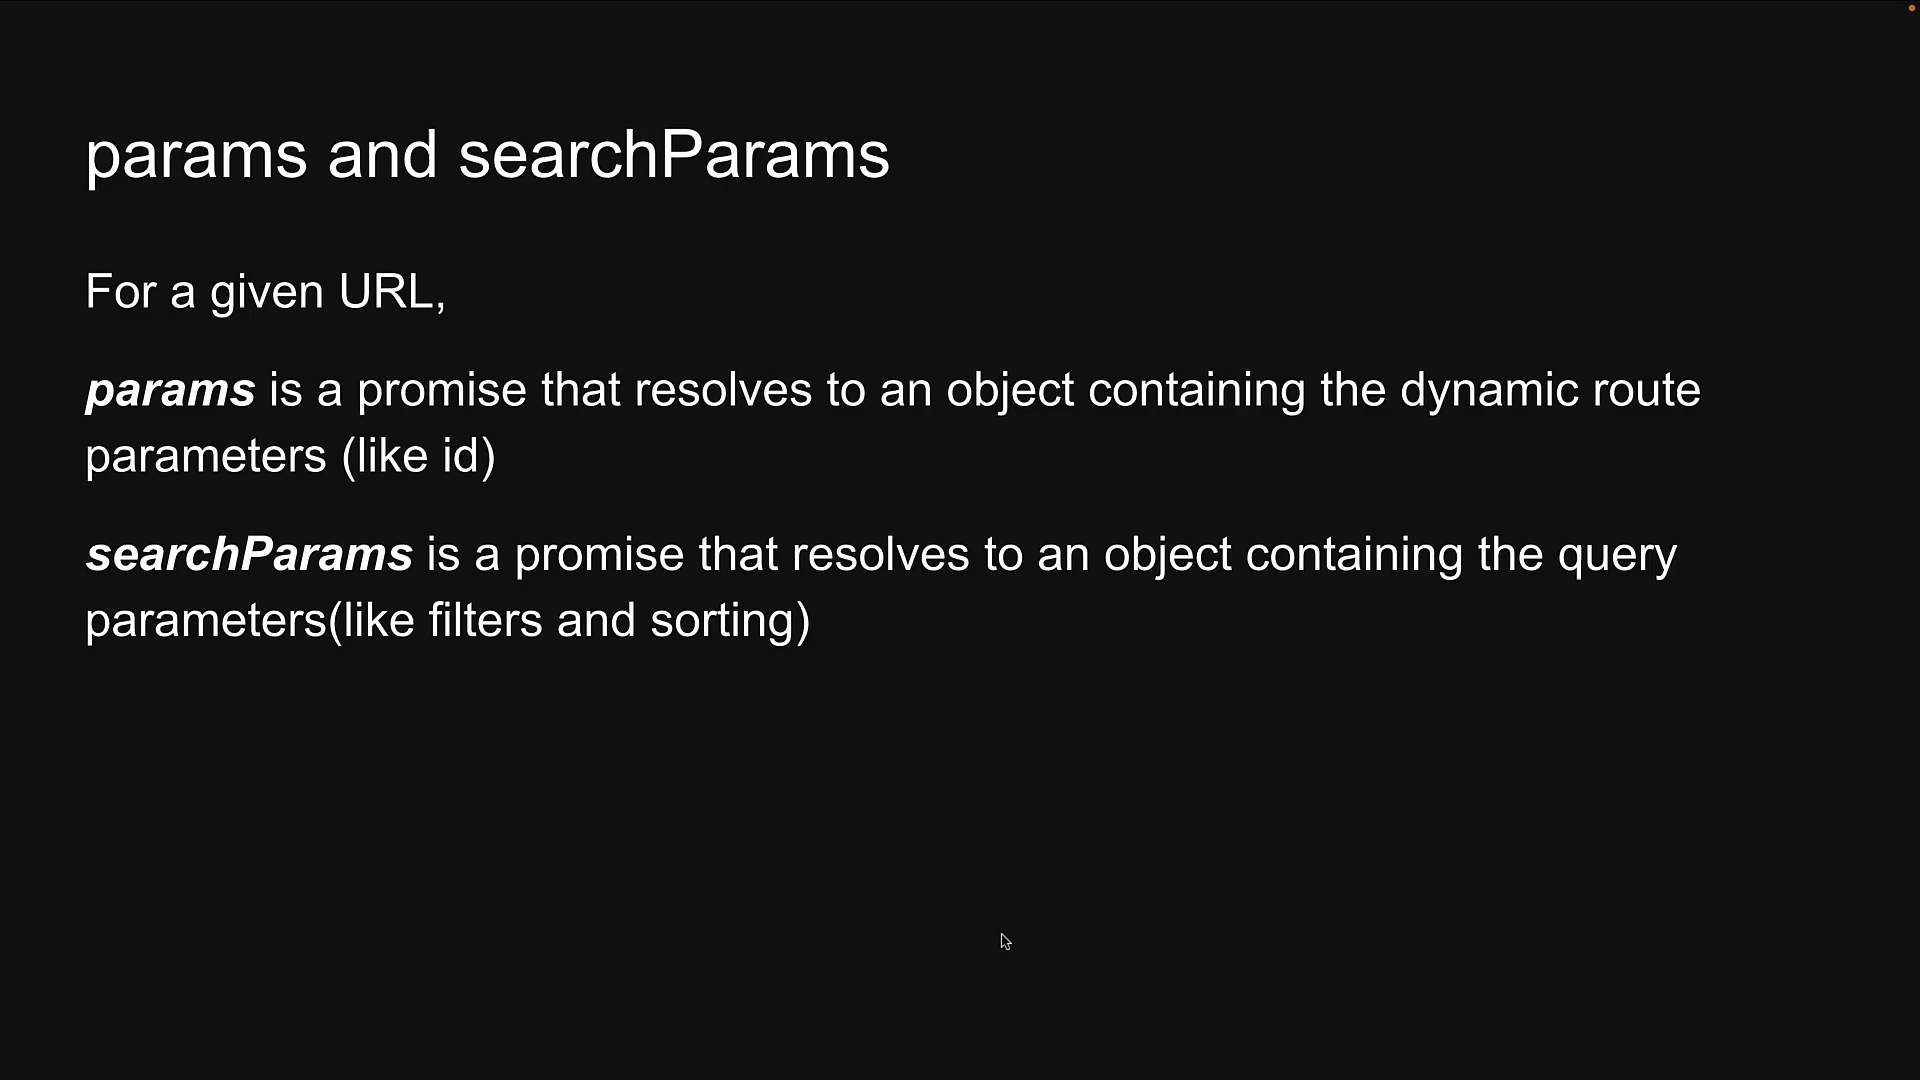 params and searchParams
For a given URL,
params is a promise that resolves to an object containing the dynamic route
parameters (like id)
searchParams is a promise that resolves to an object containing the query
parameters(like filters and sorting)